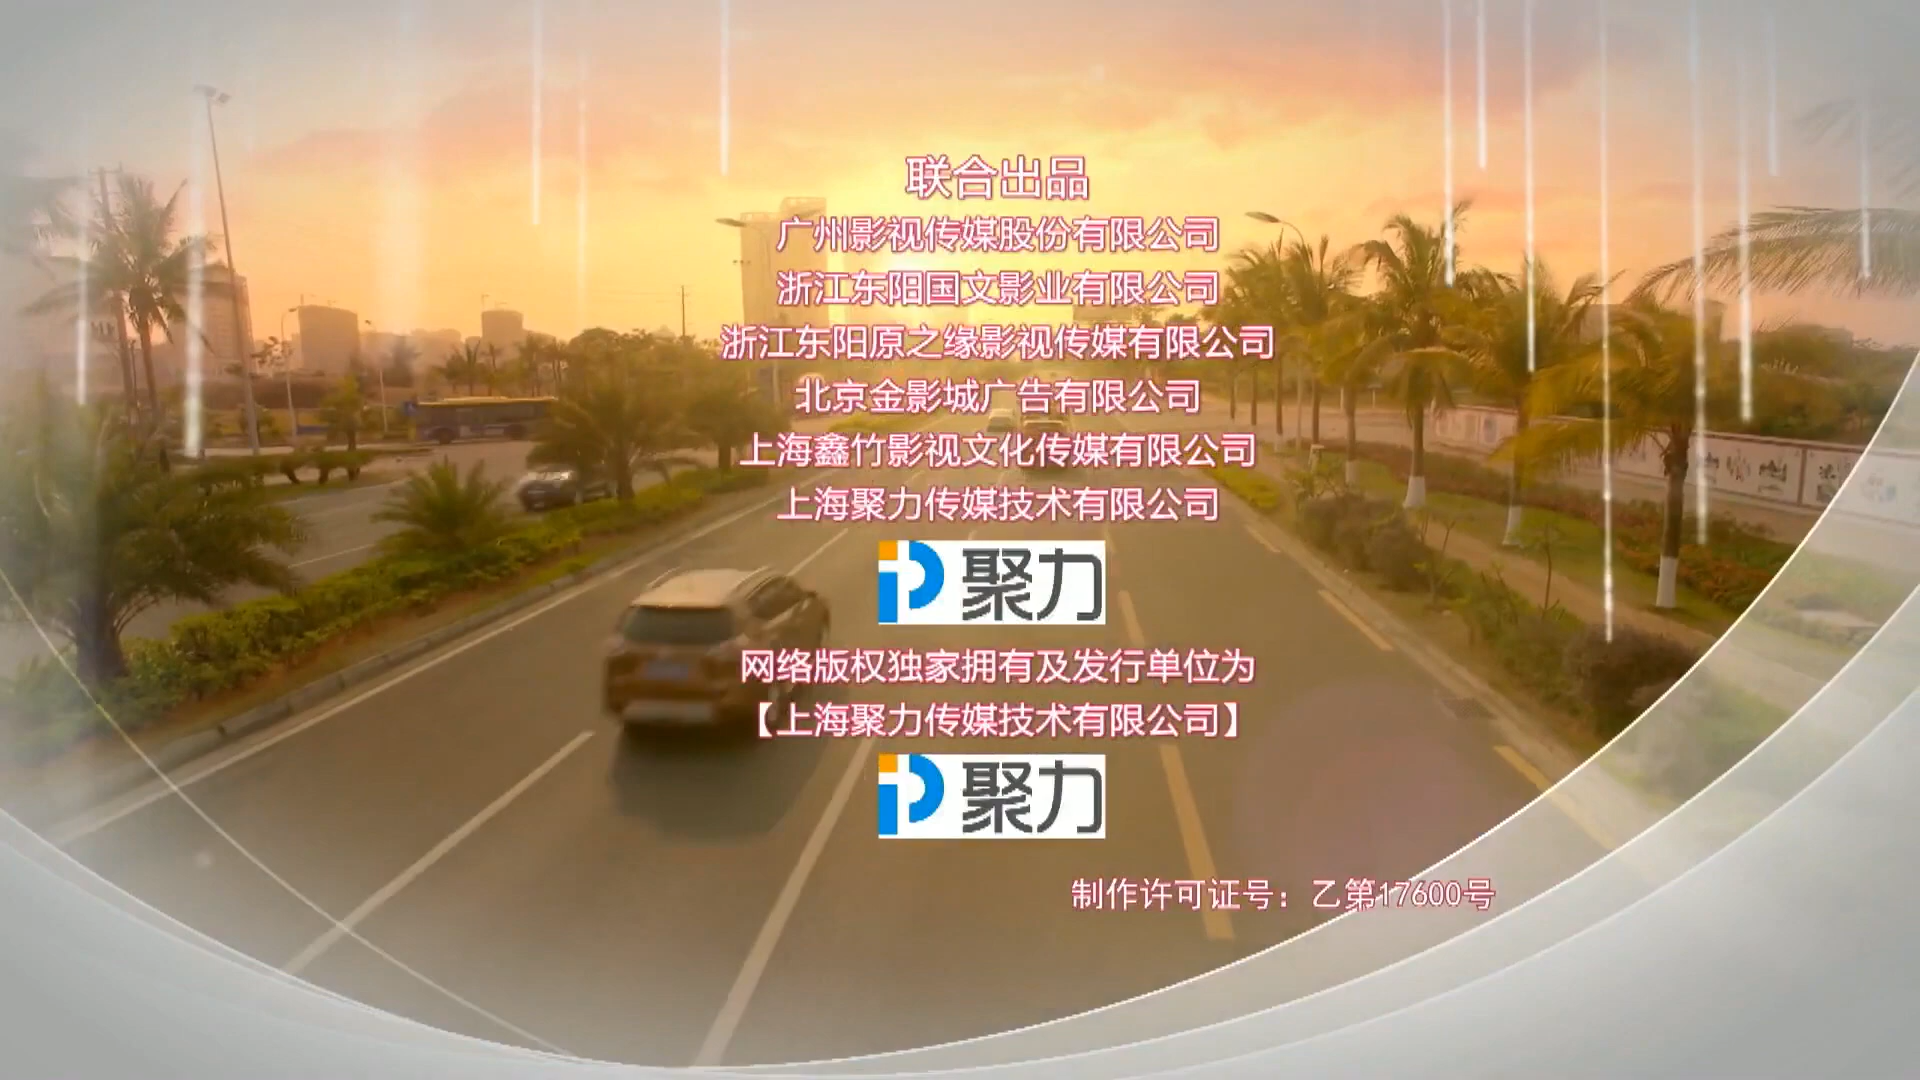 联合出品
广州影视传媒股份有限公司
浙江东阳国文影业有限公司
浙江东阳原之缘影视传媒有限公司
北京金影城广告有限公司
上海鑫竹影视文化传媒有限公司
上海聚力传媒技术有限公司
聚力
网络版权独家拥有及发行单位为
【上海聚力传媒技术有限公司】
聚力
制作许可证号：乙第17600号